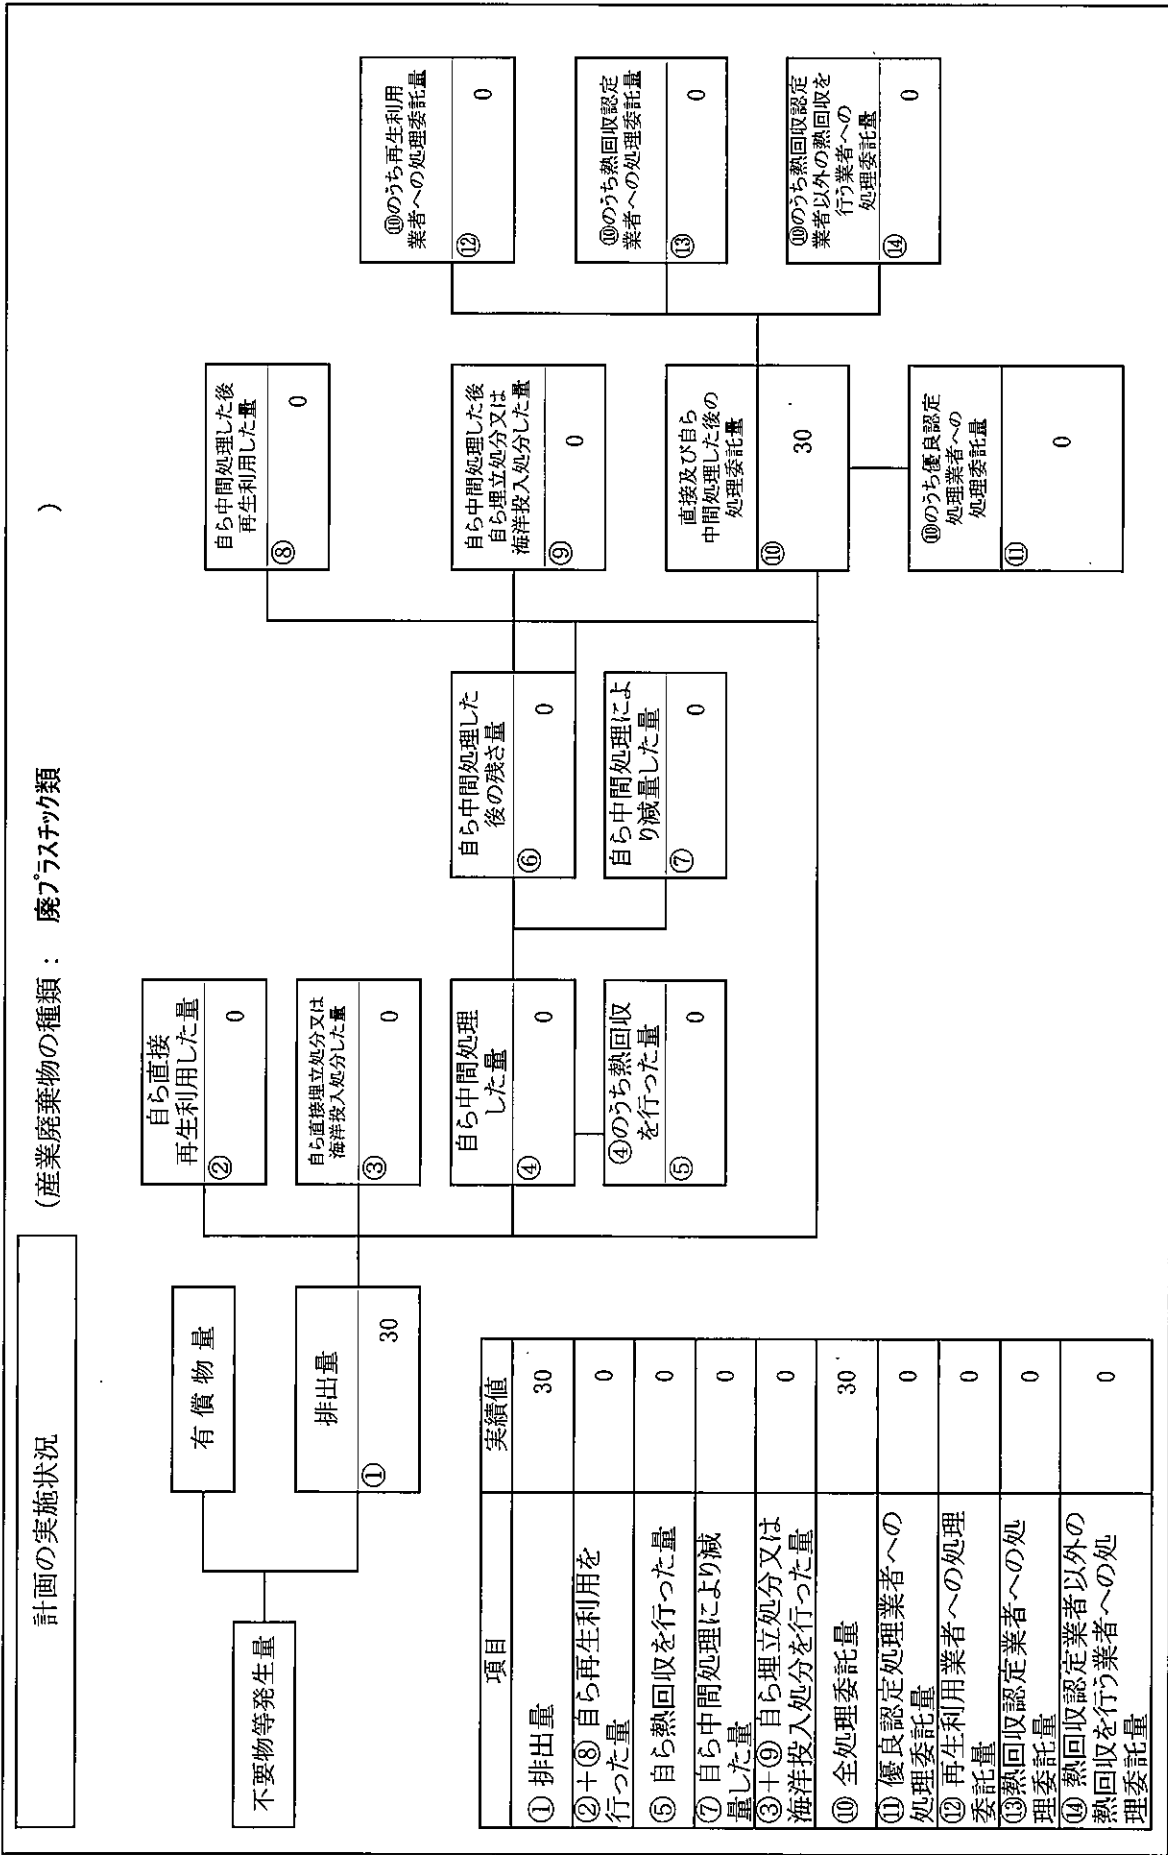 計画の実施状況
(産業廃棄物の種類： 廃プラスチック類 )
不要物等発生量
有償物量
排出量
① 30
自ら直接
再生利用した量
② 0
自ら直接埋立処分又は
海洋投入処分した量
③ 0
自ら中間処理
した量
④ 0
④のうち熱回収
を行った量
⑤ 0
自ら中間処理した
後の残さ量
⑥ 0
自ら中間処理によ
り減量した量
⑦ 0
自ら中間処理した後
再生利用した量
⑧ 0
自ら中間処理した後
自ら埋立処分又は
海洋投入処分した量
⑨ 0
直接及び自ら
中間処理した後の
処理委託量
⑩ 30
⑩のうち優良認定
処理業者への
処理委託量
⑪ 0
⑩のうち再生利用
業者への処理委託量
⑫ 0
⑩のうち熱回収認定
業者への処理委託量
⑬ 0
⑩のうち熱回収認定
業者以外の熱回収を
行う業者への
処理委託量
⑭ 0
項目 実績値
① 排出量 30
②＋⑧ 自ら再生利用を
行った量 0
⑤ 自ら熱回収を行った量 0
⑦ 自ら中間処理により減
量した量 0
③＋⑨ 自ら埋立処分又は
海洋投入処分を行った量 0
⑩ 全処理委託量 30
⑪ 優良認定処理業者への
処理委託量 0
⑫ 再生利用業者への処理
委託量 0
⑬熱回収認定業者への処
理委託量 0
⑭ 熱回収認定業者以外の
熱回収を行う業者への処
理委託量 0